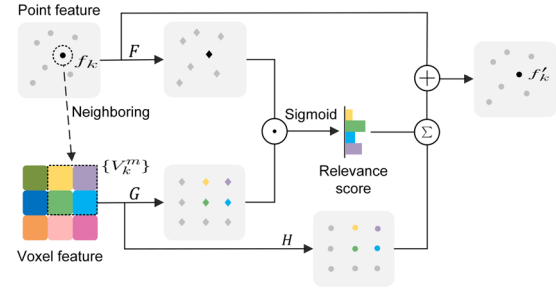 Point feature
f_k
F
f'_k
Neighboring
Sigmoid
{V_k^m}
G
Relevance
score
H
Voxel feature
+
Σ